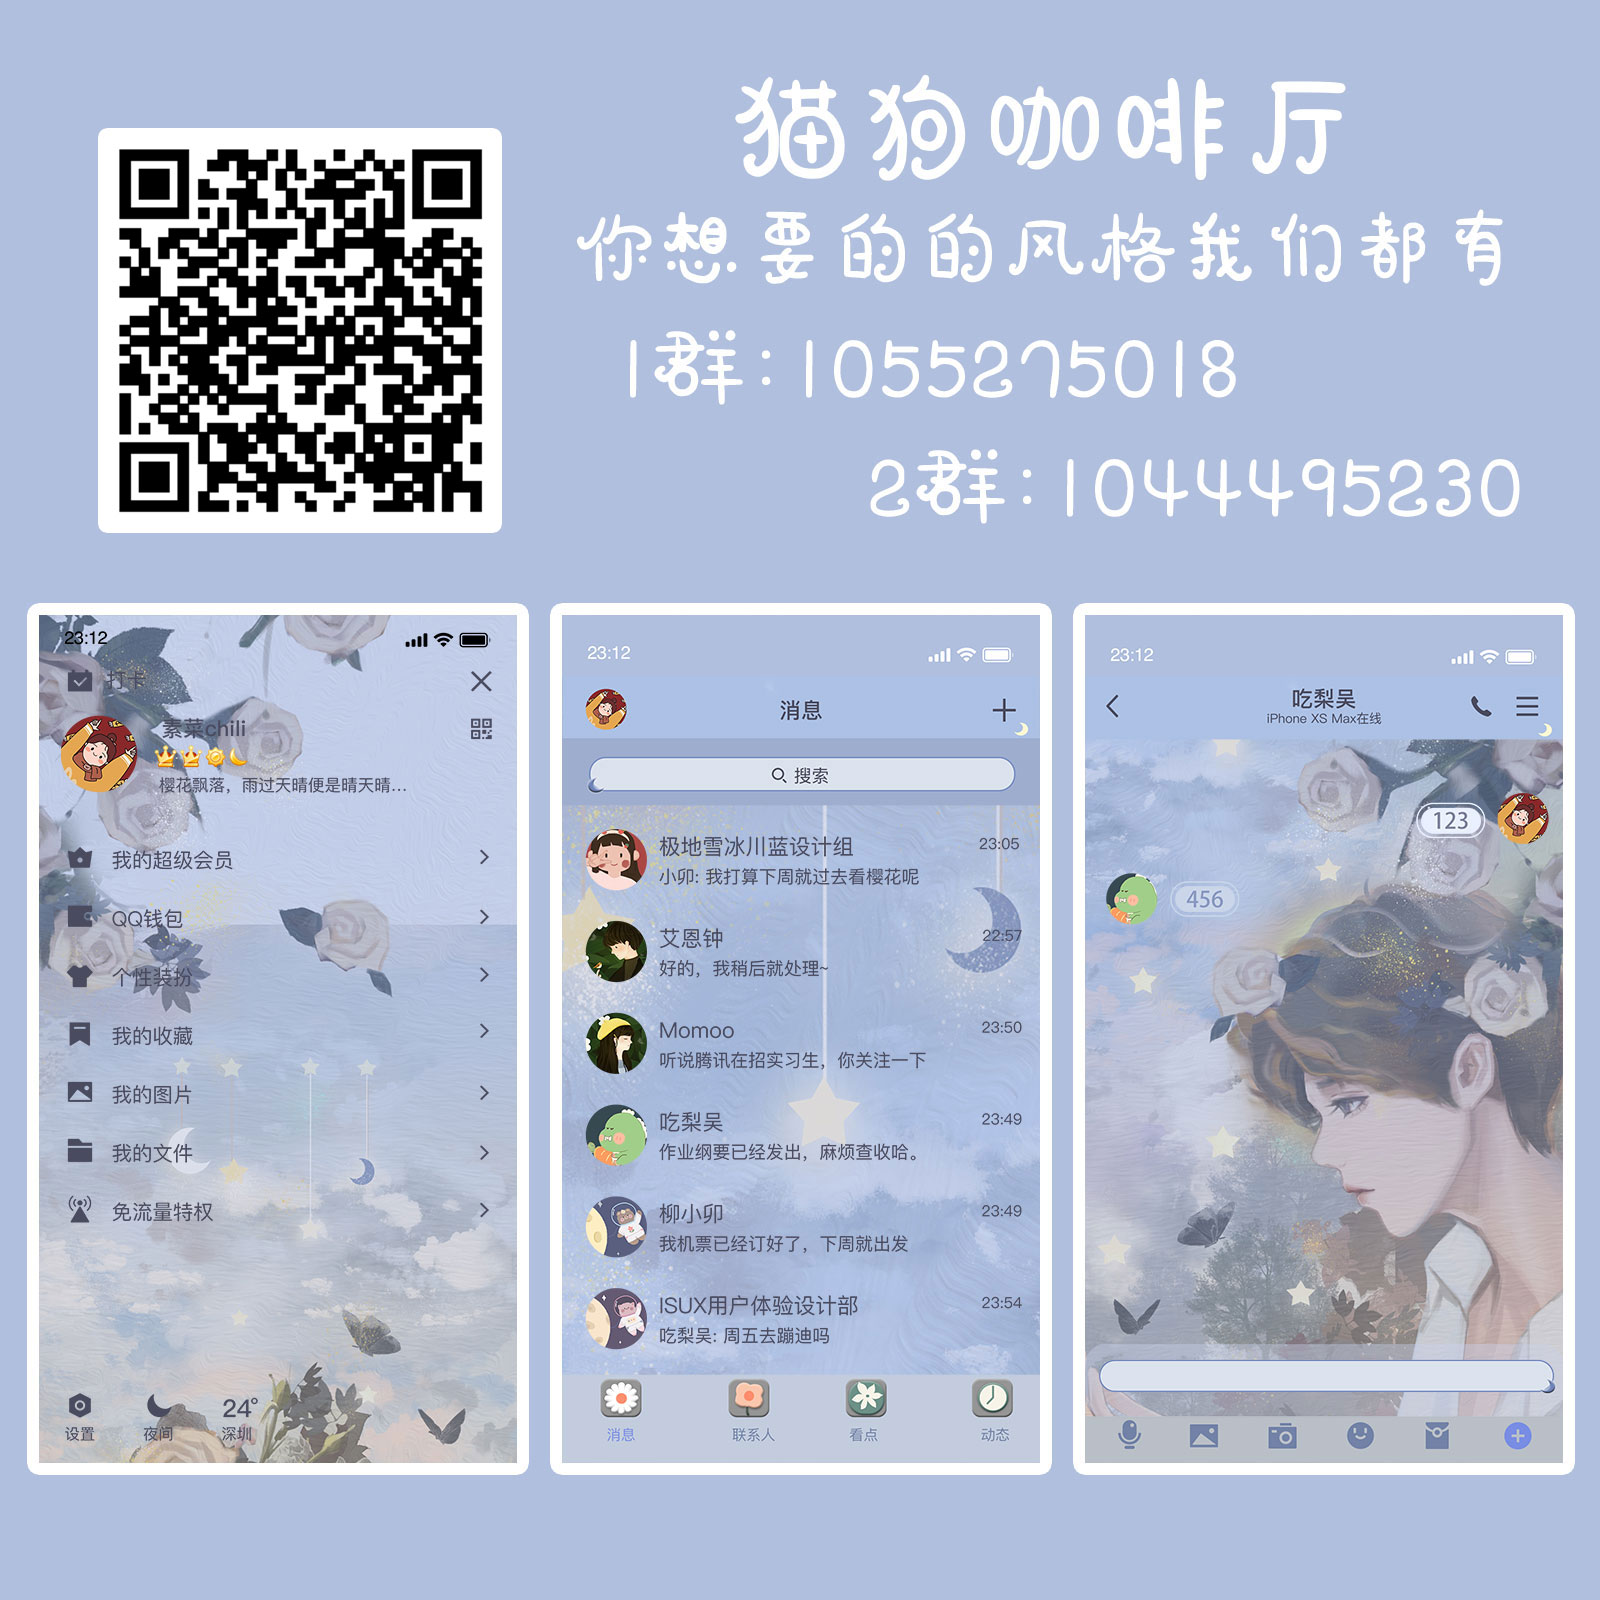 猫狗咖啡厅
你想要的的风格我们都有
1群:1055275018
2群:1044495230
23:12
打卡
素菜chili
樱花飘落，雨过天晴便是晴天晴...
我的超级会员
QQ钱包
个性装扮
我的收藏
我的图片
我的文件
免流量特权
24°
设置 夜间 深圳
23:12
消息
搜索
极地雪冰川蓝设计组 23:05
小卯: 我打算下周就过去看樱花呢
艾恩钟 22:57
好的，我稍后就处理~
Momoo 23:50
听说腾讯在招实习生，你关注一下
吃梨吴 23:49
作业纲要已经发出，麻烦查收哈。
柳小卯 23:49
我机票已经订好了，下周就出发
ISUX用户体验设计部 23:54
吃梨吴: 周五去蹦迪吗
消息 联系人 看点 动态
23:12
吃梨吴
iPhone XS Max在线
123
456